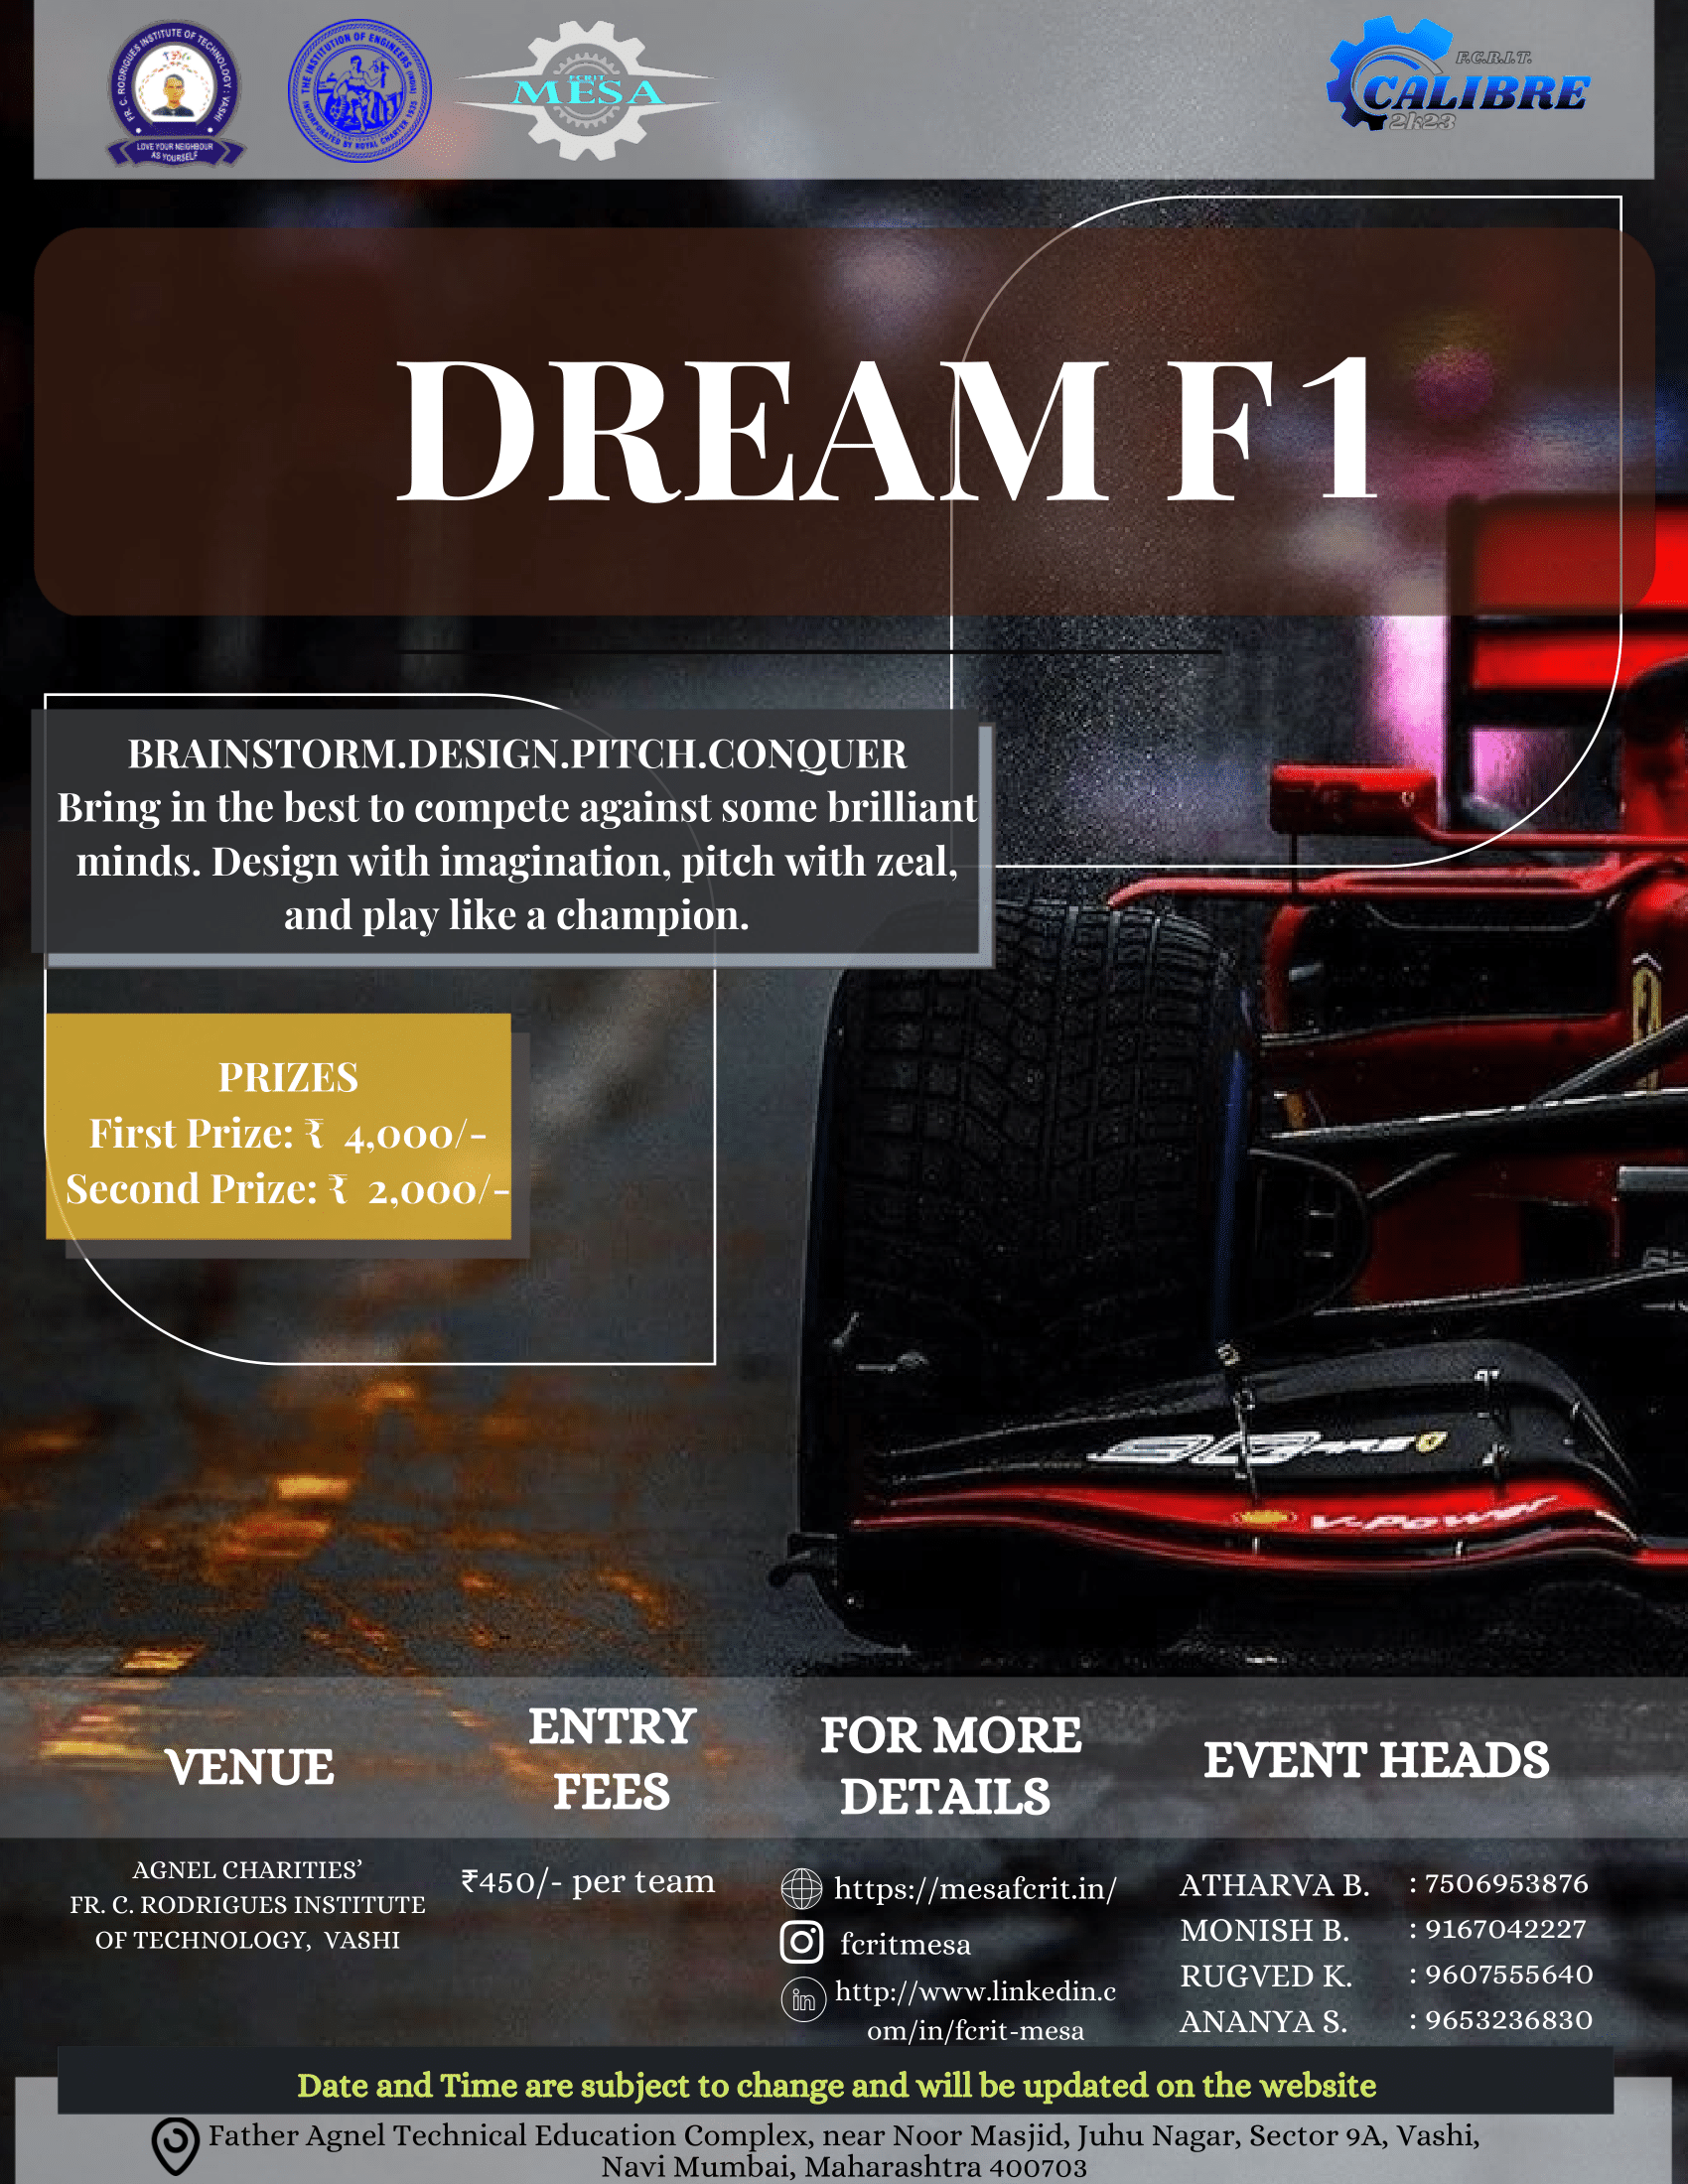 FR. C. RODRIGUES INSTITUTE OF TECHNOLOGY : VASHI
LOVE YOUR NEIGHBOUR
AS YOURSELF
THE INSTITUTION OF ENGINEERS (INDIA)
INCORPORATED BY ROYAL CHARTER 1935
FCRIT
MESA
F.C.R.I.T.
CALIBRE
2k23
DREAM F1
BRAINSTORM.DESIGN.PITCH.CONQUER
Bring in the best to compete against some brilliant
minds. Design with imagination, pitch with zeal,
and play like a champion.
PRIZES
First Prize: ₹ 4,000/-
Second Prize: ₹ 2,000/-
V-Power
VENUE
AGNEL CHARITIES’
FR. C. RODRIGUES INSTITUTE
OF TECHNOLOGY, VASHI
ENTRY
FEES
₹450/- per team
FOR MORE
DETAILS
https://mesafcrit.in/
fcritmesa
in
http://www.linkedin.c
om/in/fcrit-mesa
EVENT HEADS
ATHARVA B. : 7506953876
MONISH B. : 9167042227
RUGVED K. : 9607555640
ANANYA S. : 9653236830
Date and Time are subject to change and will be updated on the website
Father Agnel Technical Education Complex, near Noor Masjid, Juhu Nagar, Sector 9A, Vashi,
Navi Mumbai, Maharashtra 400703